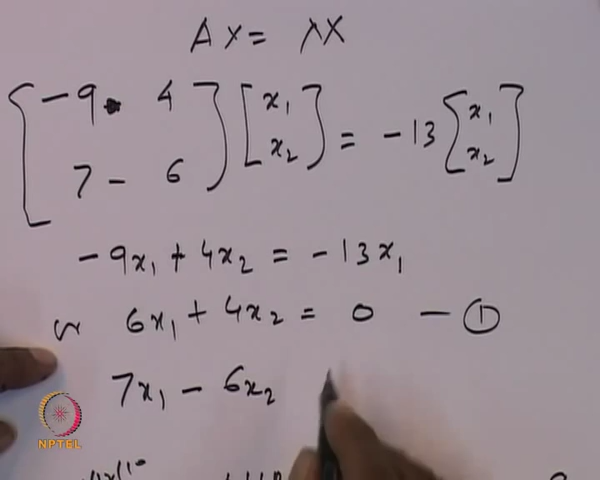 AX = λX
[ -9 4 ] [ x₁ ] = -13 [ x₁ ]
[ 7 - 6 ] [ x₂ ] [ x₂ ]
-9x₁ + 4x₂ = -13x₁
6x₁ + 4x₂ = 0 — ①
7x₁ - 6x₂
NPTEL